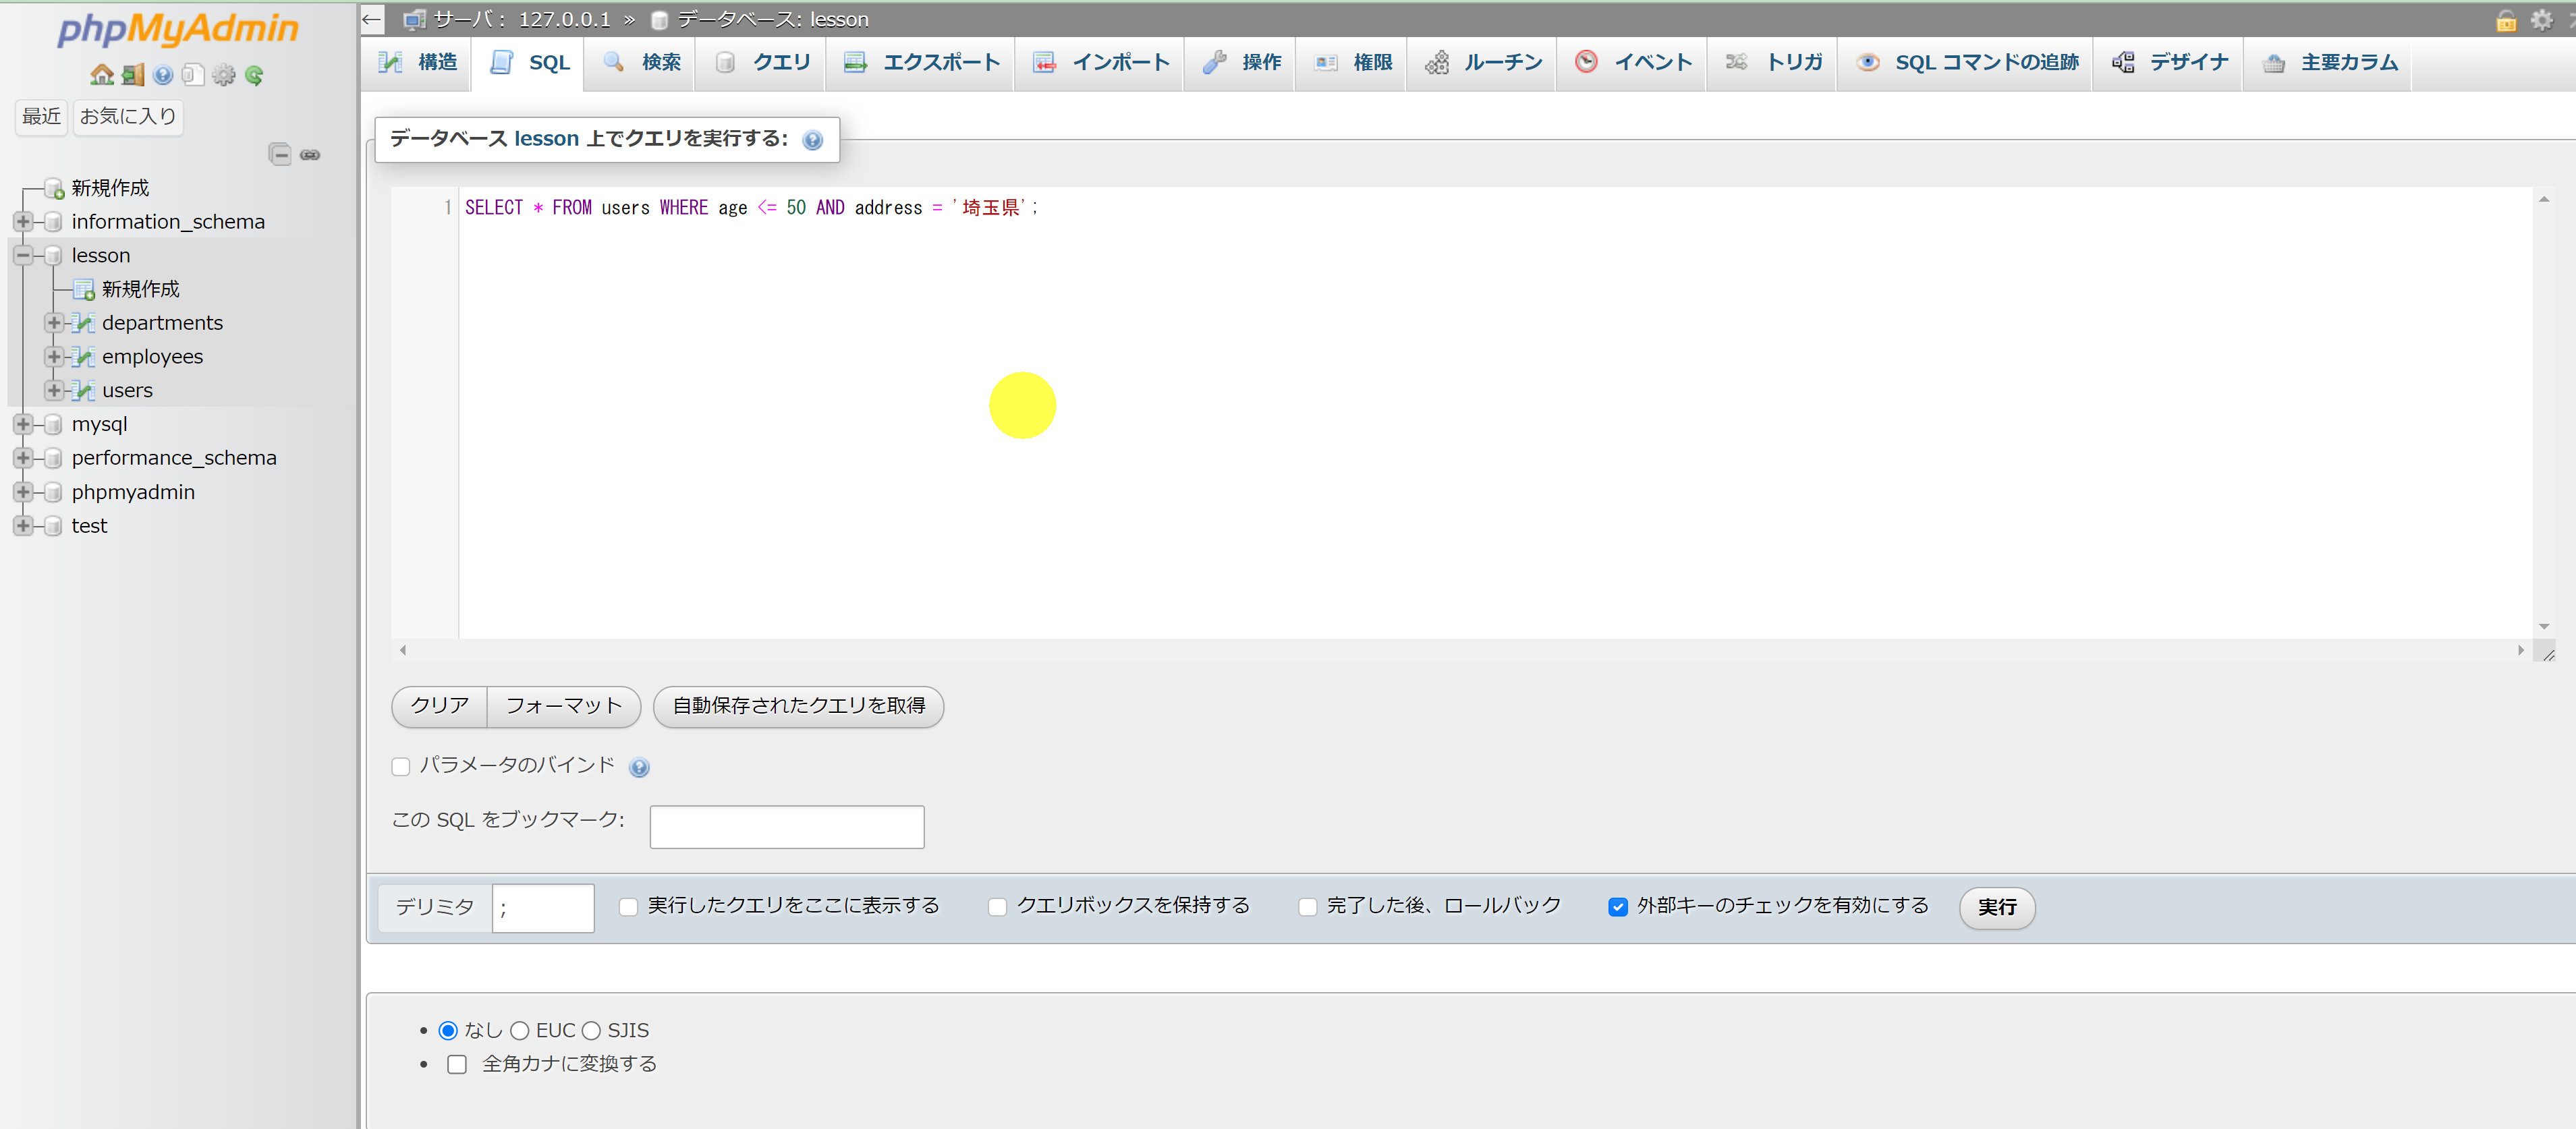 phpMyAdmin
最近 お気に入り
新規作成
information_schema
lesson
新規作成
departments
employees
users
mysql
performance_schema
phpmyadmin
test
← サーバ: 127.0.0.1 » データベース: lesson
構造 SQL 検索 クエリ エクスポート インポート 操作 権限 ルーチン イベント トリガ SQL コマンドの追跡 デザイナ 主要カラム
データベース lesson 上でクエリを実行する:
1 SELECT * FROM users WHERE age <= 50 AND address = '埼玉県';
クリア フォーマット 自動保存されたクエリを取得
パラメータのバインド
この SQL をブックマーク:
デリミタ ; 実行したクエリをここに表示する クエリボックスを保持する 完了した後、ロールバック 外部キーのチェックを有効にする 実行
なし EUC SJIS
全角カナに変換する